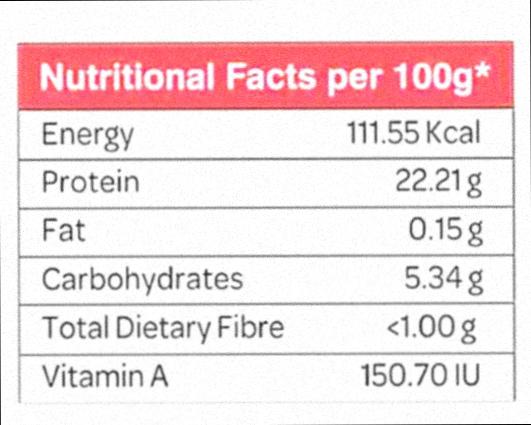 Nutritional Facts per 100g*
Energy 111.55 Kcal
Protein 22.21 g
Fat 0.15 g
Carbohydrates 5.34 g
Total Dietary Fibre <1.00 g
Vitamin A 150.70 IU